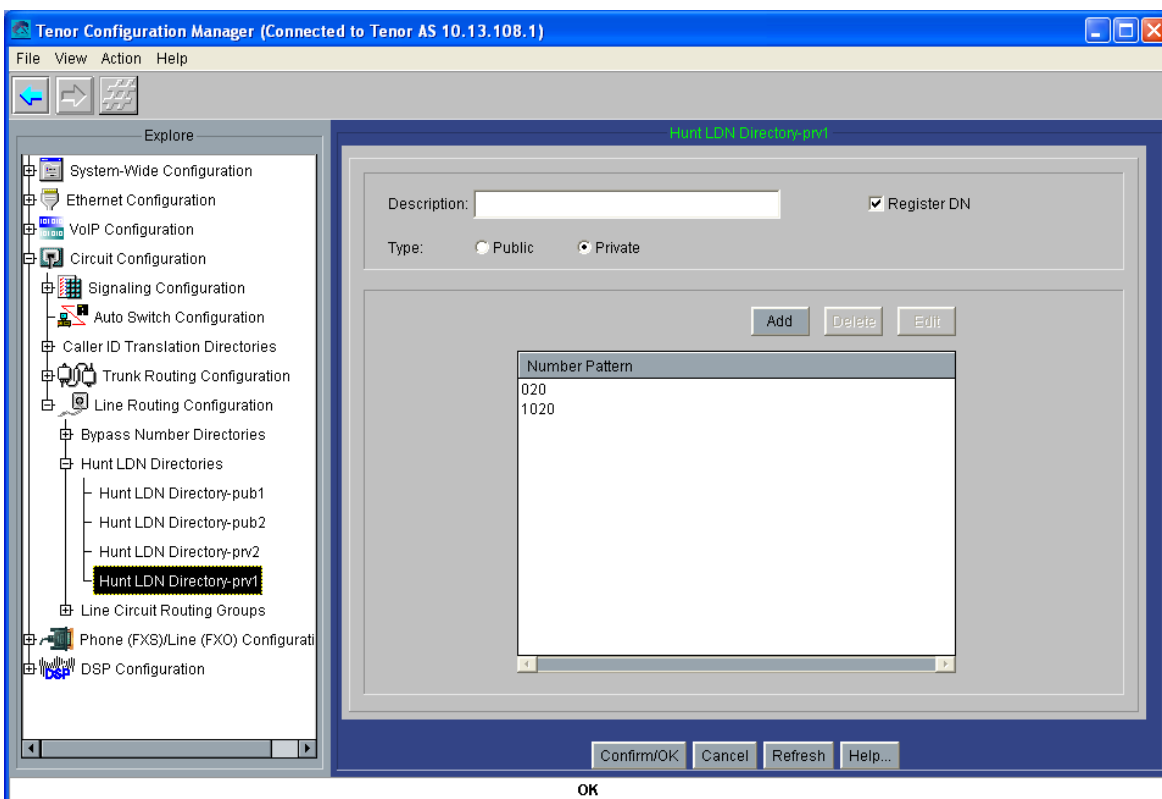 Tenor Configuration Manager (Connected to Tenor AS 10.13.108.1)
File View Action Help
Explore
System-Wide Configuration
Ethernet Configuration
VoIP Configuration
Circuit Configuration
Signaling Configuration
Auto Switch Configuration
Caller ID Translation Directories
Trunk Routing Configuration
Line Routing Configuration
Bypass Number Directories
Hunt LDN Directories
Hunt LDN Directory-pub1
Hunt LDN Directory-pub2
Hunt LDN Directory-prv2
Hunt LDN Directory-prv1
Line Circuit Routing Groups
Phone (FXS)/Line (FXO) Configurati
DSP DSP Configuration
Hunt LDN Directory-prv1
Description: Register DN
Type: Public Private
Add Delete Edit
Number Pattern
020
1020
Confirm/OK Cancel Refresh Help...
OK